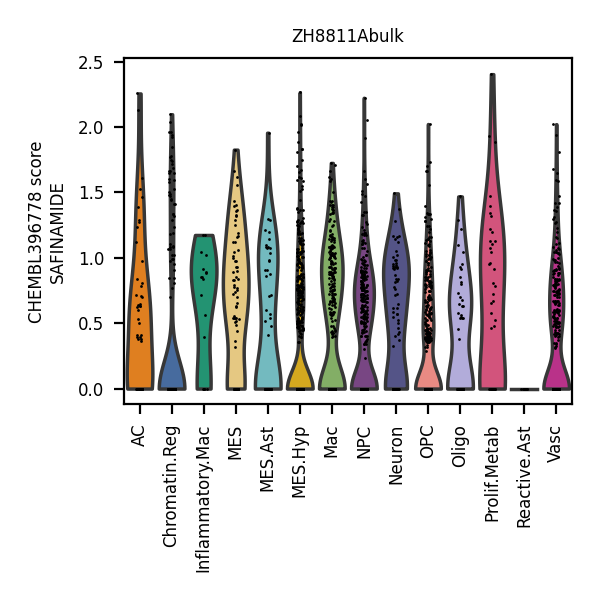 ZH8811Abulk
CHEMBL396778 score
SAFINAMIDE
2.5
2.0
1.5
1.0
0.5
0.0
AC
Chromatin.Reg
Inflammatory.Mac
MES
MES.Ast
MES.Hyp
Mac
NPC
Neuron
OPC
Oligo
Prolif.Metab
Reactive.Ast
Vasc